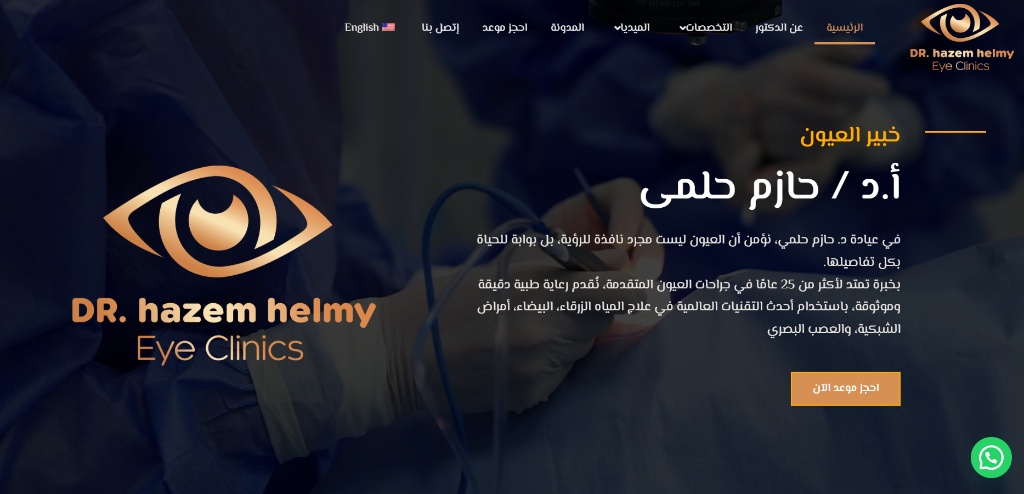 DR. hazem helmy
Eye Clinics
الرئيسية
عن الدكتور
التخصصات
الميديا
المدونة
احجز موعد
إتصل بنا
English
خبير العيون
أ.د / حازم حلمى
في عيادة د. حازم حلمي، نؤمن أن العيون ليست مجرد نافذة للرؤية، بل بوابة للحياة
بكل تفاصيلها.
بخبرة تمتد لأكثر من 25 عامًا في جراحات العيون المتقدمة، نُقدم رعاية طبية دقيقة
وموثوقة، باستخدام أحدث التقنيات العالمية في علاج المياه الزرقاء، البيضاء، أمراض
الشبكية، والعصب البصري
احجز موعد الآن
DR. hazem helmy
Eye Clinics